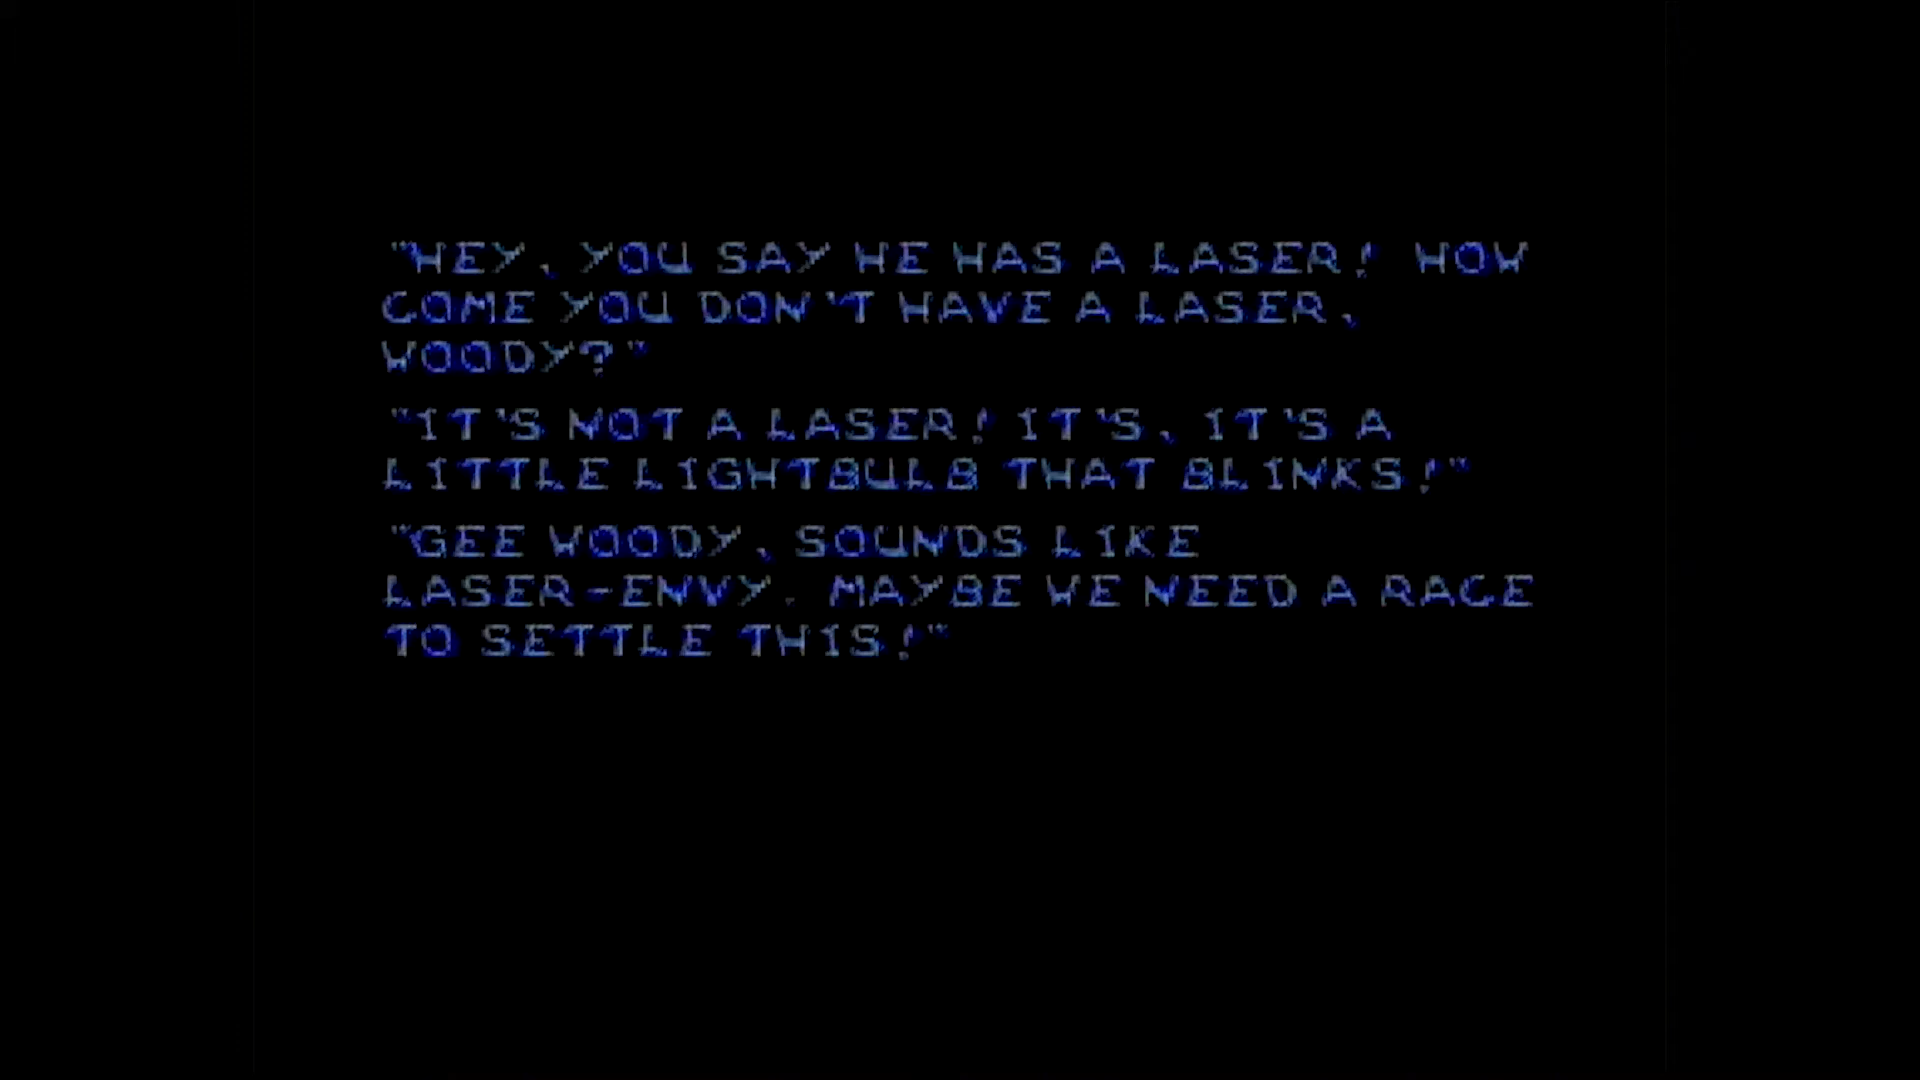 "HEY, YOU SAY HE HAS A LASER! HOW
COME YOU DON'T HAVE A LASER,
WOODY?"
"IT'S NOT A LASER! IT'S, IT'S A
LITTLE LIGHTBULB THAT BLINKS!"
"GEE WOODY, SOUNDS LIKE
LASER-ENVY. MAYBE WE NEED A RACE
TO SETTLE THIS!"